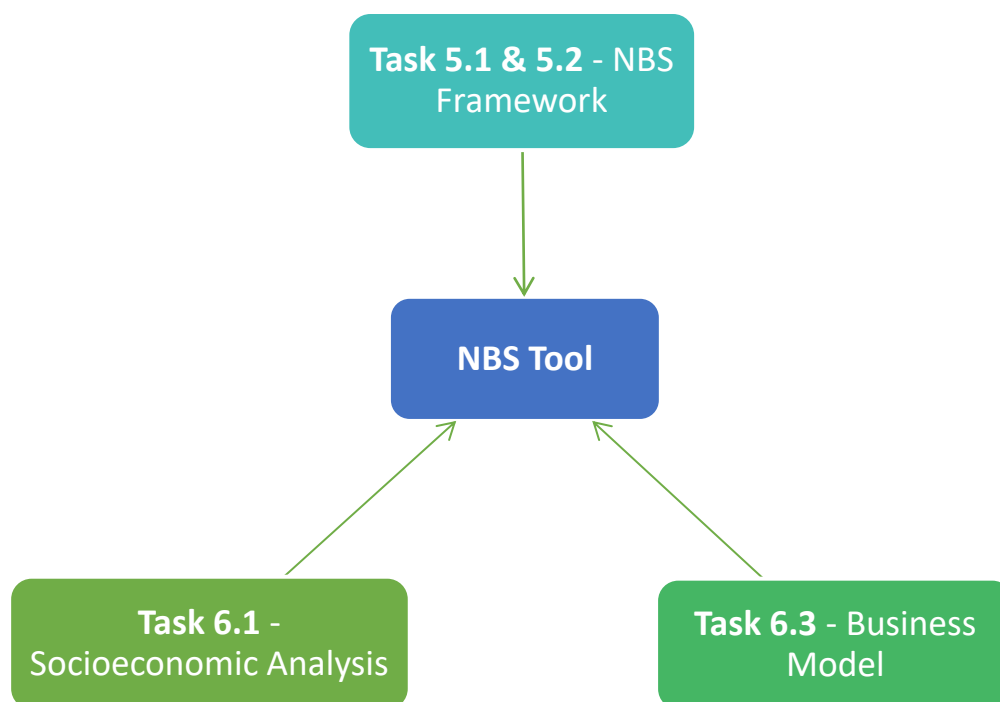 Task 5.1 & 5.2 - NBS
Framework
NBS Tool
Task 6.1 -
Socioeconomic Analysis
Task 6.3 - Business
Model